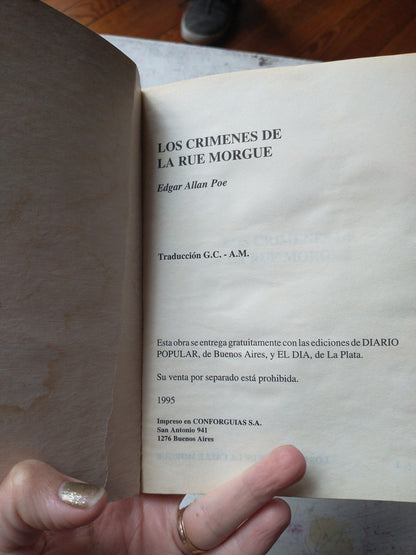 LOS CRIMENES DE
LA RUE MORGUE
Edgar Allan Poe
Traducción G.C. - A.M.
Esta obra se entrega gratuitamente con las ediciones de DIARIO
POPULAR, de Buenos Aires, y EL DIA, de La Plata.
Su venta por separado está prohibida.
1995
Impreso en CONFORGUIAS S.A.
San Antonio 941
1276 Buenos Aires